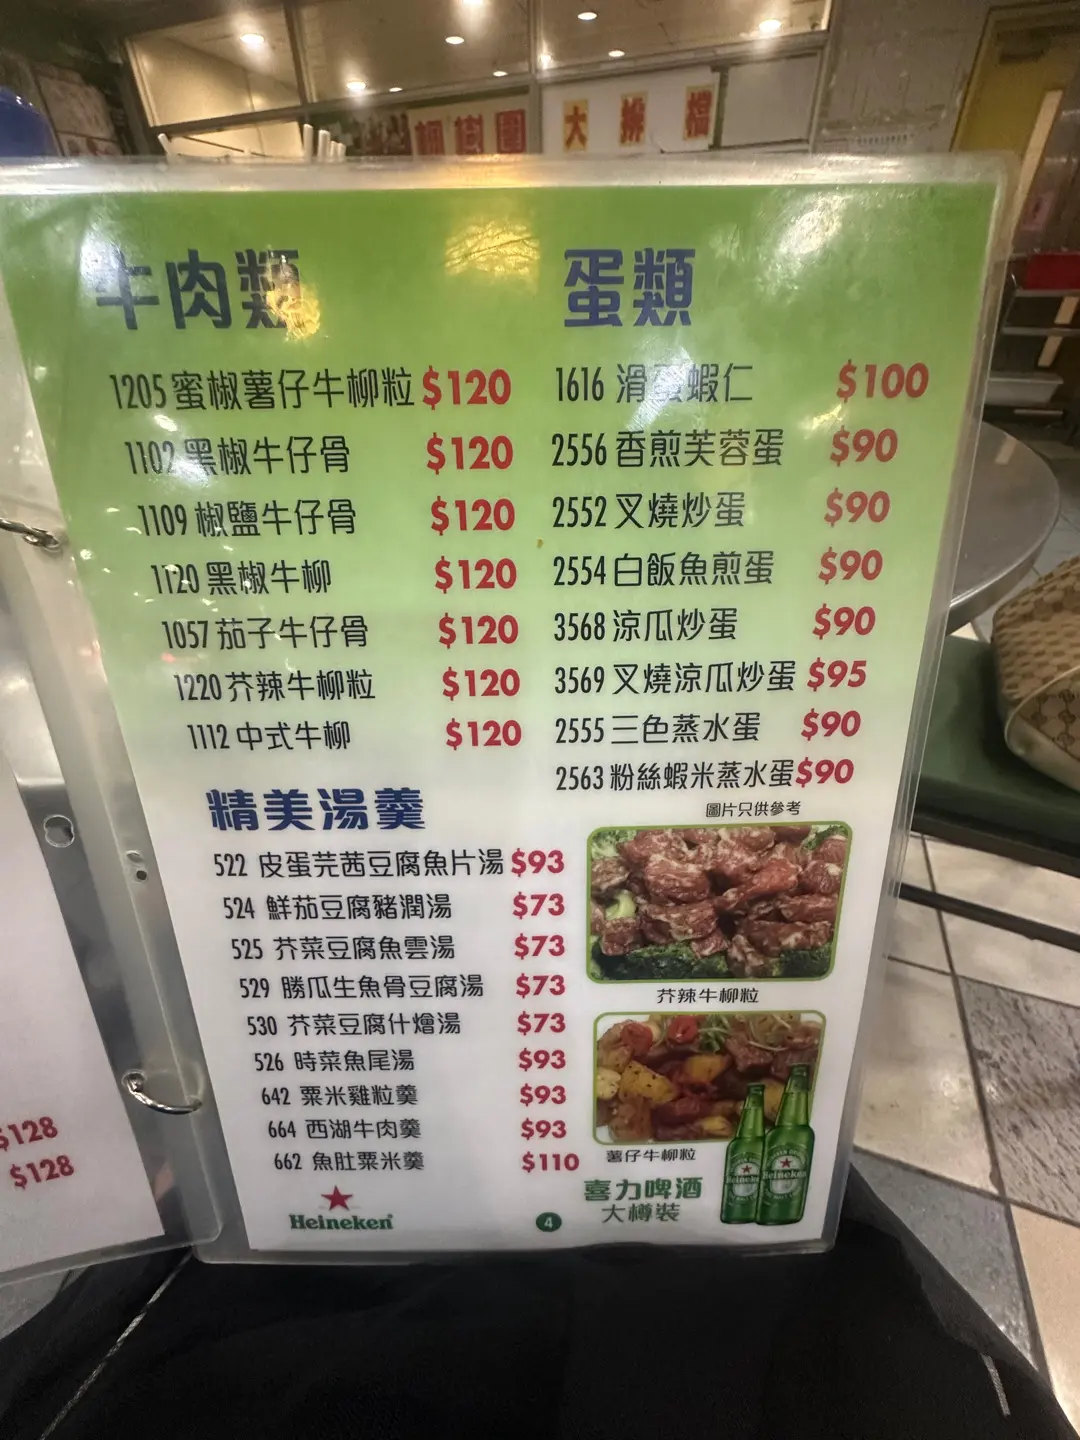 大排檔
牛肉類
1205 蜜椒薯仔牛柳粒 $120
1102 黑椒牛仔骨 $120
1109 椒鹽牛仔骨 $120
1120 黑椒牛柳 $120
1057 茄子牛仔骨 $120
1220 芥辣牛柳粒 $120
1112 中式牛柳 $120
精美湯羹
522 皮蛋芫茜豆腐魚片湯 $93
524 鮮茄豆腐豬潤湯 $73
525 芥菜豆腐魚雲湯 $73
529 勝瓜生魚骨豆腐湯 $73
530 芥菜豆腐什燴湯 $73
526 時菜魚尾湯 $93
642 粟米雞粒羹 $93
664 西湖牛肉羹 $93
662 魚肚粟米羹 $110
Heineken
4
蛋類
1616 滑蛋蝦仁 $100
2556 香煎芙蓉蛋 $90
2552 叉燒炒蛋 $90
2554 白飯魚煎蛋 $90
3568 涼瓜炒蛋 $90
3569 叉燒涼瓜炒蛋 $95
2555 三色蒸水蛋 $90
2563 粉絲蝦米蒸水蛋 $90
圖片只供參考
芥辣牛柳粒
薯仔牛柳粒
喜力啤酒
大樽裝
Heineken
Heineken
$128
$128